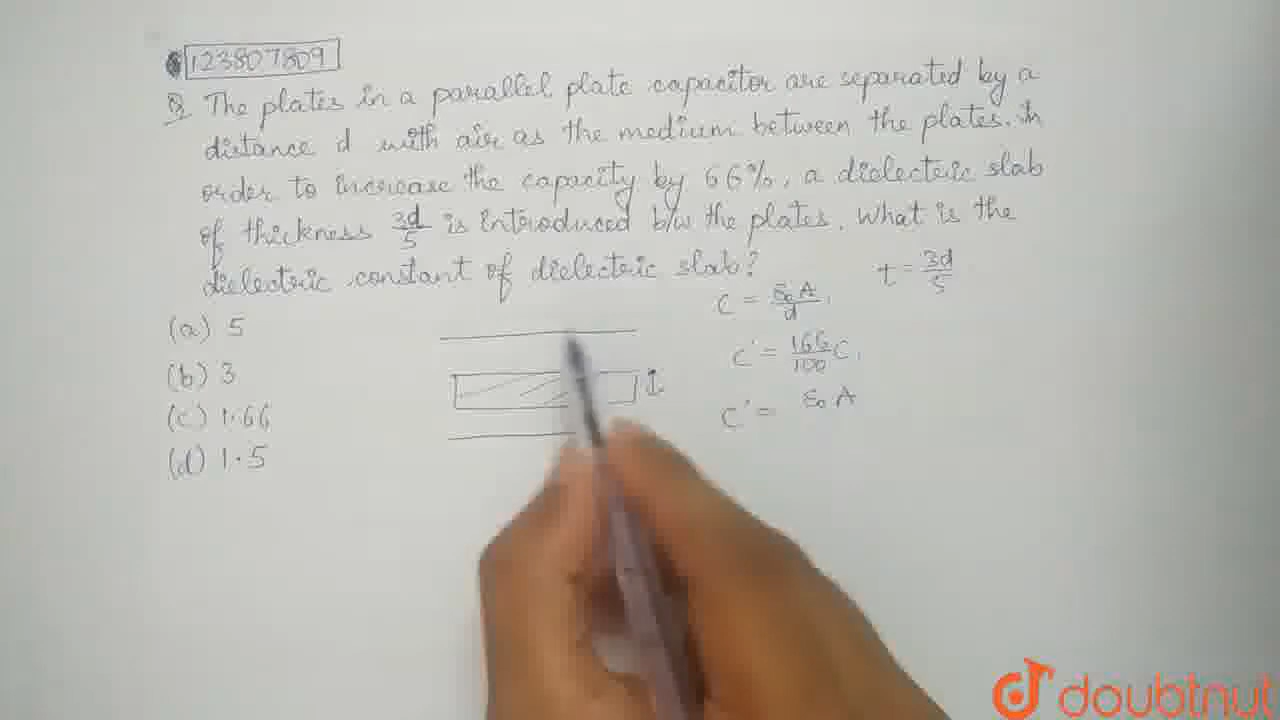 123807809
Q The plates in a parallel plate capacitor are separated by a
distance d with air as the medium between the plates. In
order to increase the capacity by 66%, a dielectric slab
of thickness 3d/5 is introduced b/w the plates. What is the
dielectric constant of dielectric slab?
t = 3d/5
(a) 5
(b) 3
(c) 1.66
(d) 1.5
C = ε₀A/d
C' = 166/100 C
C' = ε₀A
t
doubtnut